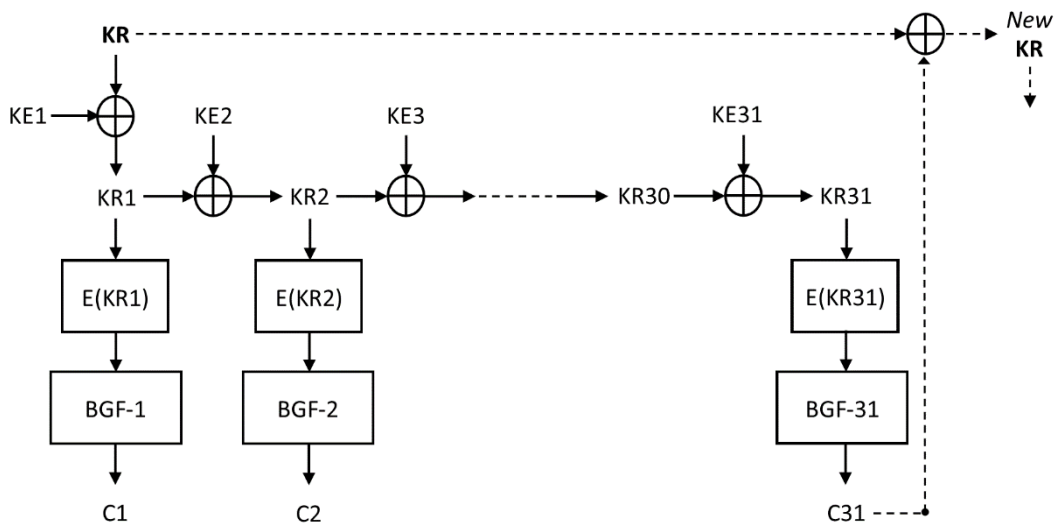 KR
New
KR
KE1
KE2
KE3
KE31
KR1
KR2
KR30
KR31
E(KR1)
E(KR2)
E(KR31)
BGF-1
BGF-2
BGF-31
C1
C2
C31